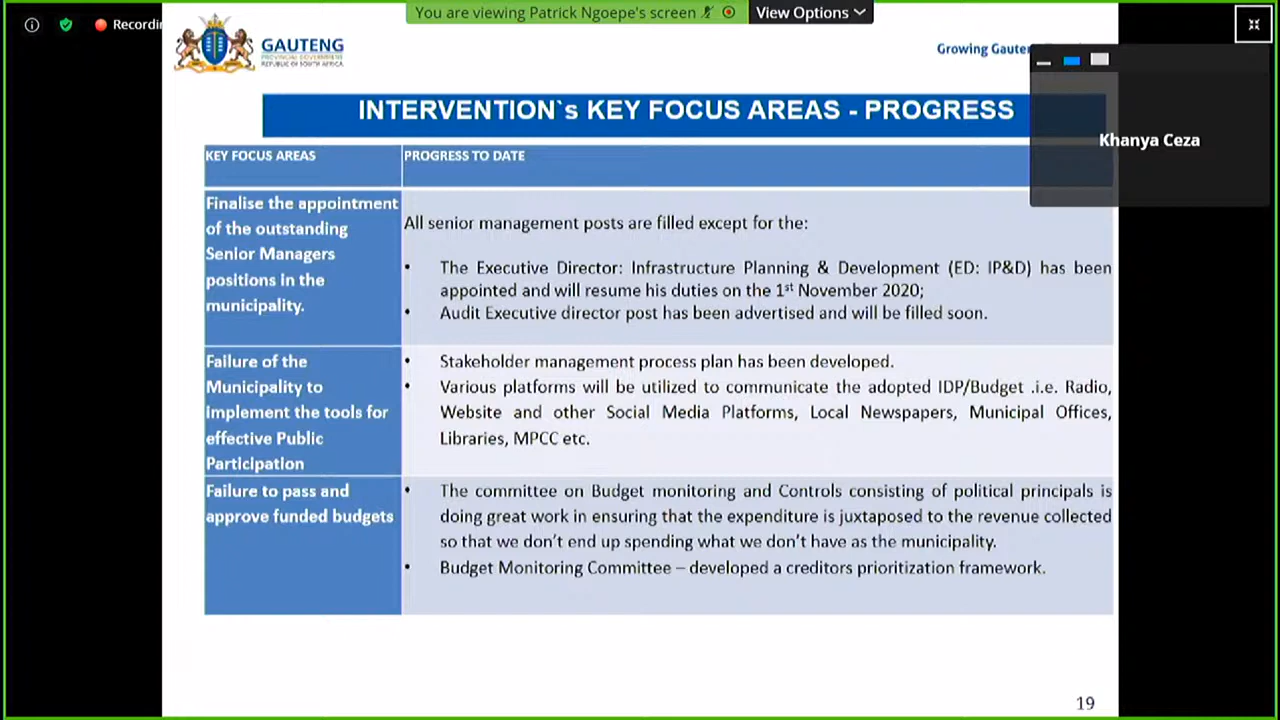 You are viewing Patrick Ngoepe's screen
View Options
Recordin
GAUTENG
PROVINCIAL GOVERNMENT
REPUBLIC OF SOUTH AFRICA
Growing Gaute
Khanya Ceza
INTERVENTION`s KEY FOCUS AREAS - PROGRESS
KEY FOCUS AREAS
PROGRESS TO DATE
Finalise the appointment
of the outstanding
Senior Managers
positions in the
municipality.
All senior management posts are filled except for the:
• The Executive Director: Infrastructure Planning & Development (ED: IP&D) has been
appointed and will resume his duties on the 1st November 2020;
• Audit Executive director post has been advertised and will be filled soon.
Failure of the
Municipality to
implement the tools for
effective Public
Participation
• Stakeholder management process plan has been developed.
• Various platforms will be utilized to communicate the adopted IDP/Budget .i.e. Radio,
Website and other Social Media Platforms, Local Newspapers, Municipal Offices,
Libraries, MPCC etc.
Failure to pass and
approve funded budgets
• The committee on Budget monitoring and Controls consisting of political principals is
doing great work in ensuring that the expenditure is juxtaposed to the revenue collected
so that we don't end up spending what we don't have as the municipality.
• Budget Monitoring Committee – developed a creditors prioritization framework.
19